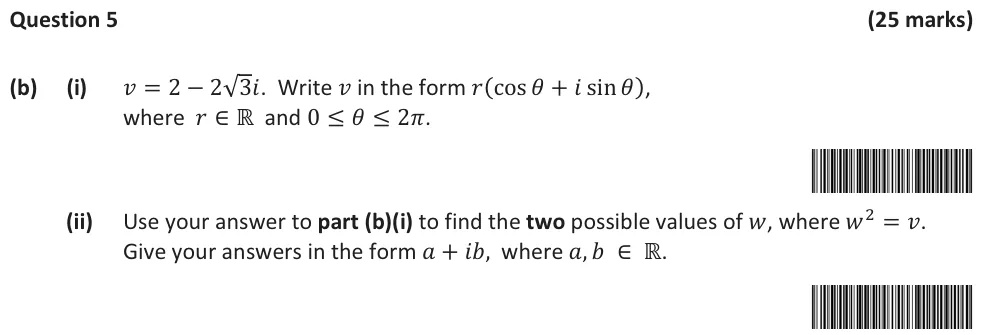 Question 5 (25 marks)
(b) (i) v = 2 − 2√3i. Write v in the form r(cos θ + i sin θ),
where r ∈ ℝ and 0 ≤ θ ≤ 2π.
(ii) Use your answer to part (b)(i) to find the two possible values of w, where w² = v.
Give your answers in the form a + ib, where a, b ∈ ℝ.